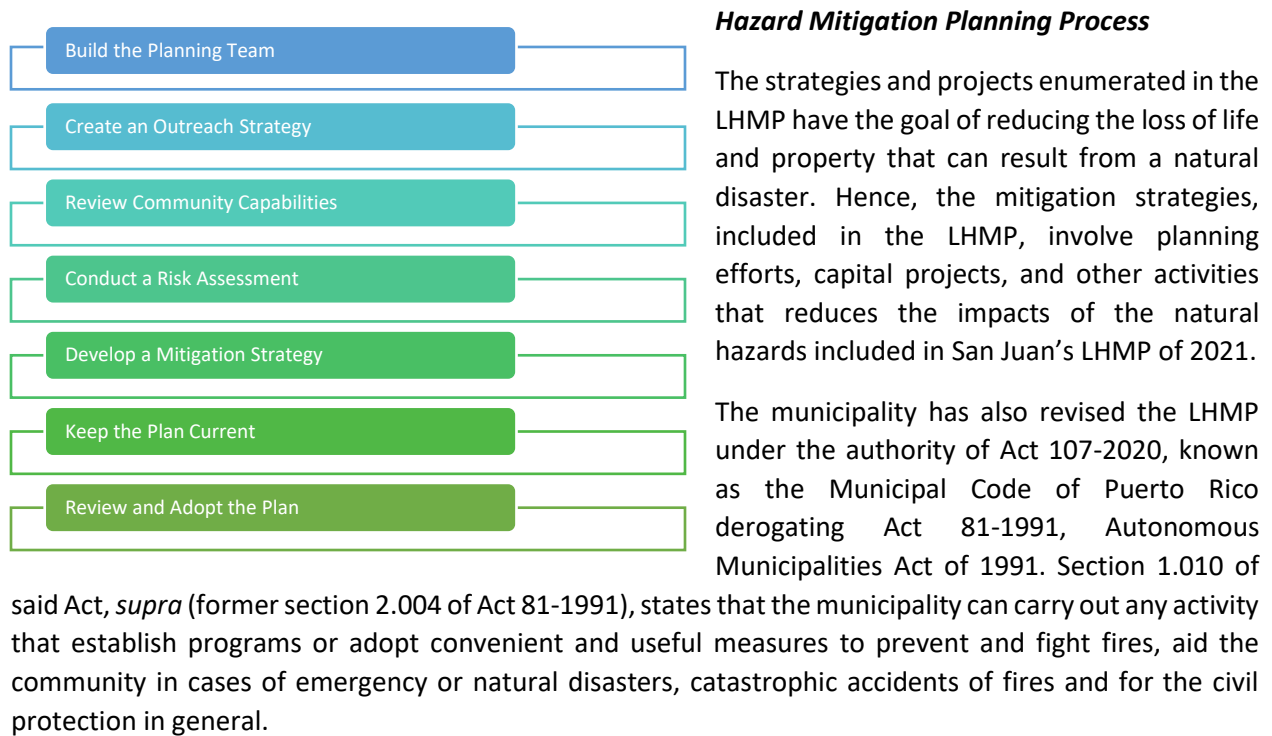 Build the Planning Team
Create an Outreach Strategy
Review Community Capabilities
Conduct a Risk Assessment
Develop a Mitigation Strategy
Keep the Plan Current
Review and Adopt the Plan
Hazard Mitigation Planning Process
The strategies and projects enumerated in the
LHMP have the goal of reducing the loss of life
and property that can result from a natural
disaster. Hence, the mitigation strategies,
included in the LHMP, involve planning
efforts, capital projects, and other activities
that reduces the impacts of the natural
hazards included in San Juan’s LHMP of 2021.
The municipality has also revised the LHMP
under the authority of Act 107-2020, known
as the Municipal Code of Puerto Rico
derogating Act 81-1991, Autonomous
Municipalities Act of 1991. Section 1.010 of
said Act, supra (former section 2.004 of Act 81-1991), states that the municipality can carry out any activity
that establish programs or adopt convenient and useful measures to prevent and fight fires, aid the
community in cases of emergency or natural disasters, catastrophic accidents of fires and for the civil
protection in general.